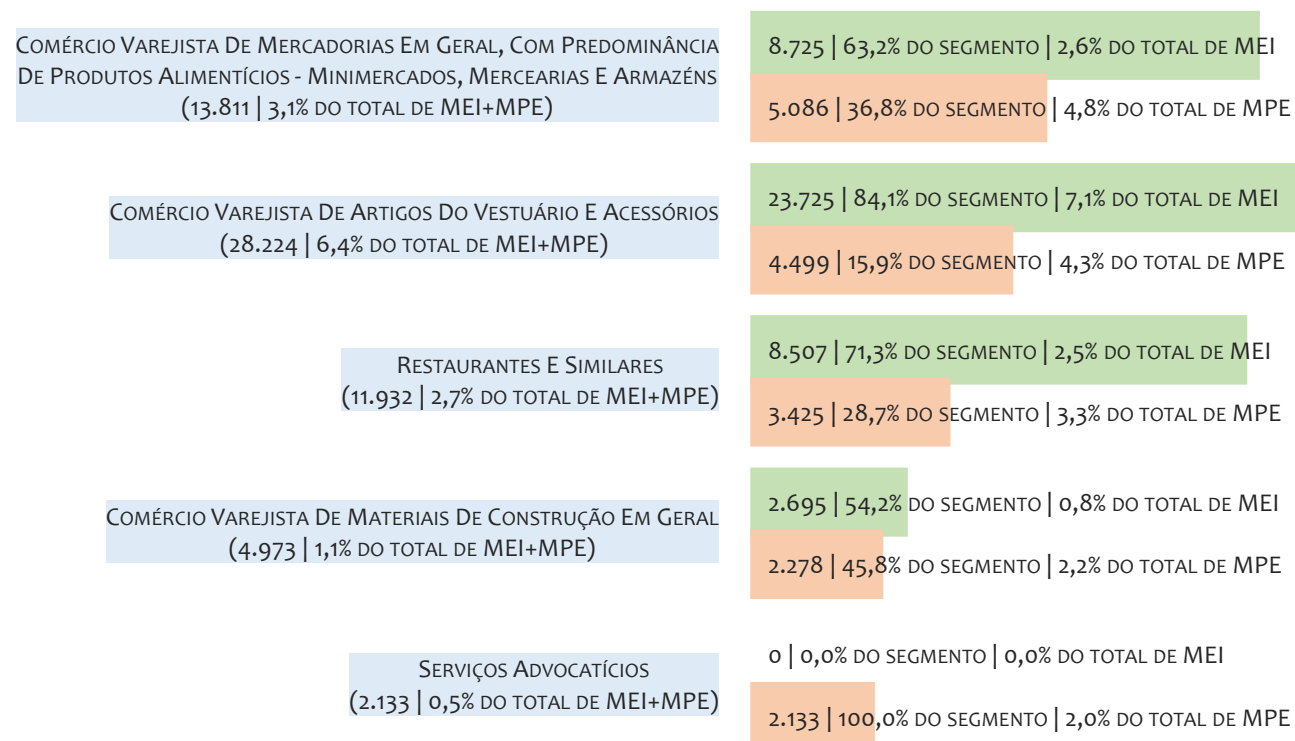 Comércio Varejista De Mercadorias Em Geral, Com Predominância
De Produtos Alimentícios - Minimercados, Mercearias E Armazéns
(13.811 | 3,1% do total de MEI+MPE)
8.725 | 63,2% do segmento | 2,6% do total de MEI
5.086 | 36,8% do segmento | 4,8% do total de MPE
Comércio Varejista De Artigos Do Vestuário E Acessórios
(28.224 | 6,4% do total de MEI+MPE)
23.725 | 84,1% do segmento | 7,1% do total de MEI
4.499 | 15,9% do segmento | 4,3% do total de MPE
Restaurantes E Similares
(11.932 | 2,7% do total de MEI+MPE)
8.507 | 71,3% do segmento | 2,5% do total de MEI
3.425 | 28,7% do segmento | 3,3% do total de MPE
Comércio Varejista De Materiais De Construção Em Geral
(4.973 | 1,1% do total de MEI+MPE)
2.695 | 54,2% do segmento | 0,8% do total de MEI
2.278 | 45,8% do segmento | 2,2% do total de MPE
Serviços Advocatícios
(2.133 | 0,5% do total de MEI+MPE)
0 | 0,0% do segmento | 0,0% do total de MEI
2.133 | 100,0% do segmento | 2,0% do total de MPE